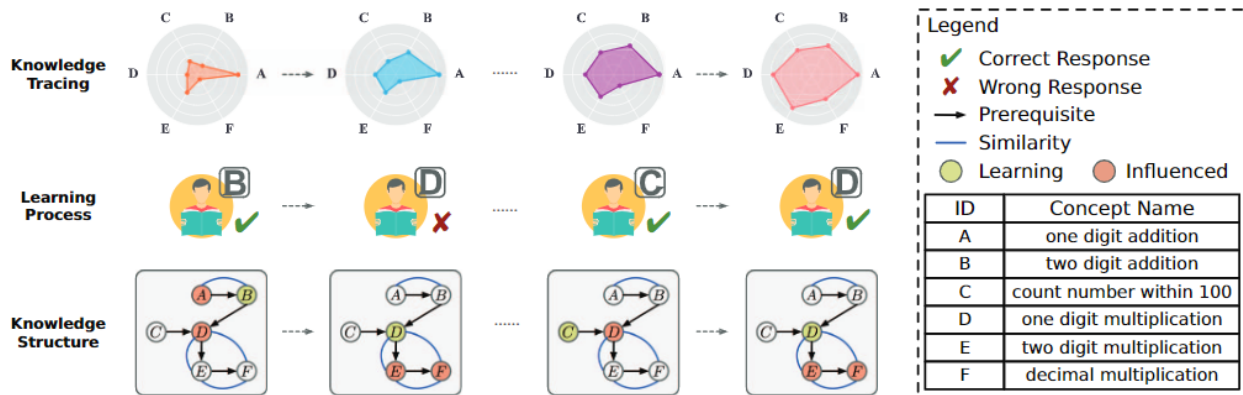 Knowledge
Tracing
C B
D A
E F
C B
D A
E F
......
C B
D A
E F
C B
D A
E F
Learning
Process
B
D
......
C
D
Knowledge
Structure
A B
C D
E F
A B
C D
E F
......
A B
C D
E F
A B
C D
E F
Legend
Correct Response
Wrong Response
Prerequisite
Similarity
Learning Influenced
ID Concept Name
A one digit addition
B two digit addition
C count number within 100
D one digit multiplication
E two digit multiplication
F decimal multiplication